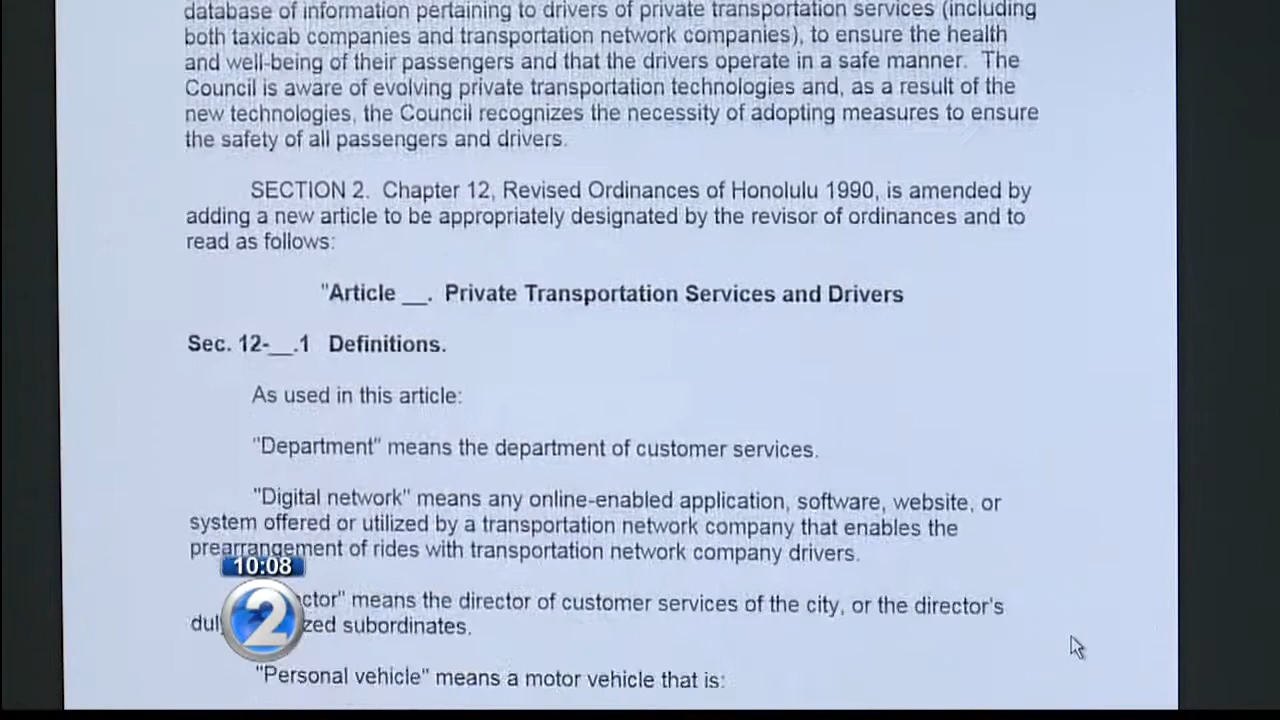 database of information pertaining to drivers of private transportation services (including
both taxicab companies and transportation network companies), to ensure the health
and well-being of their passengers and that the drivers operate in a safe manner. The
Council is aware of evolving private transportation technologies and, as a result of the
new technologies, the Council recognizes the necessity of adopting measures to ensure
the safety of all passengers and drivers.
SECTION 2. Chapter 12, Revised Ordinances of Honolulu 1990, is amended by
adding a new article to be appropriately designated by the revisor of ordinances and to
read as follows:
"Article __. Private Transportation Services and Drivers
Sec. 12-__.1 Definitions.
As used in this article:
"Department" means the department of customer services.
"Digital network" means any online-enabled application, software, website, or
system offered or utilized by a transportation network company that enables the
prearrangement of rides with transportation network company drivers.
10:08
2
ctor" means the director of customer services of the city, or the director's
dul zed subordinates.
"Personal vehicle" means a motor vehicle that is: